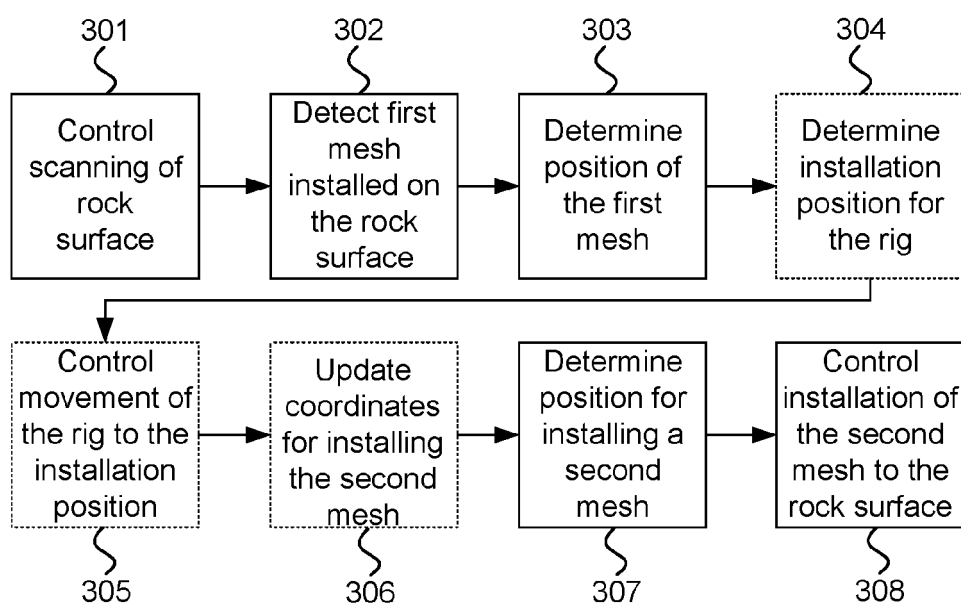 301
302
303
304
Control
scanning of
rock
surface
Detect first
mesh
installed on
the rock
surface
Determine
position of
the first
mesh
Determine
installation
position for
the rig
Control
movement of
the rig to the
installation
position
Update
coordinates
for installing
the second
mesh
Determine
position for
installing a
second
mesh
Control
installation of
the second
mesh to the
rock surface
305
306
307
308